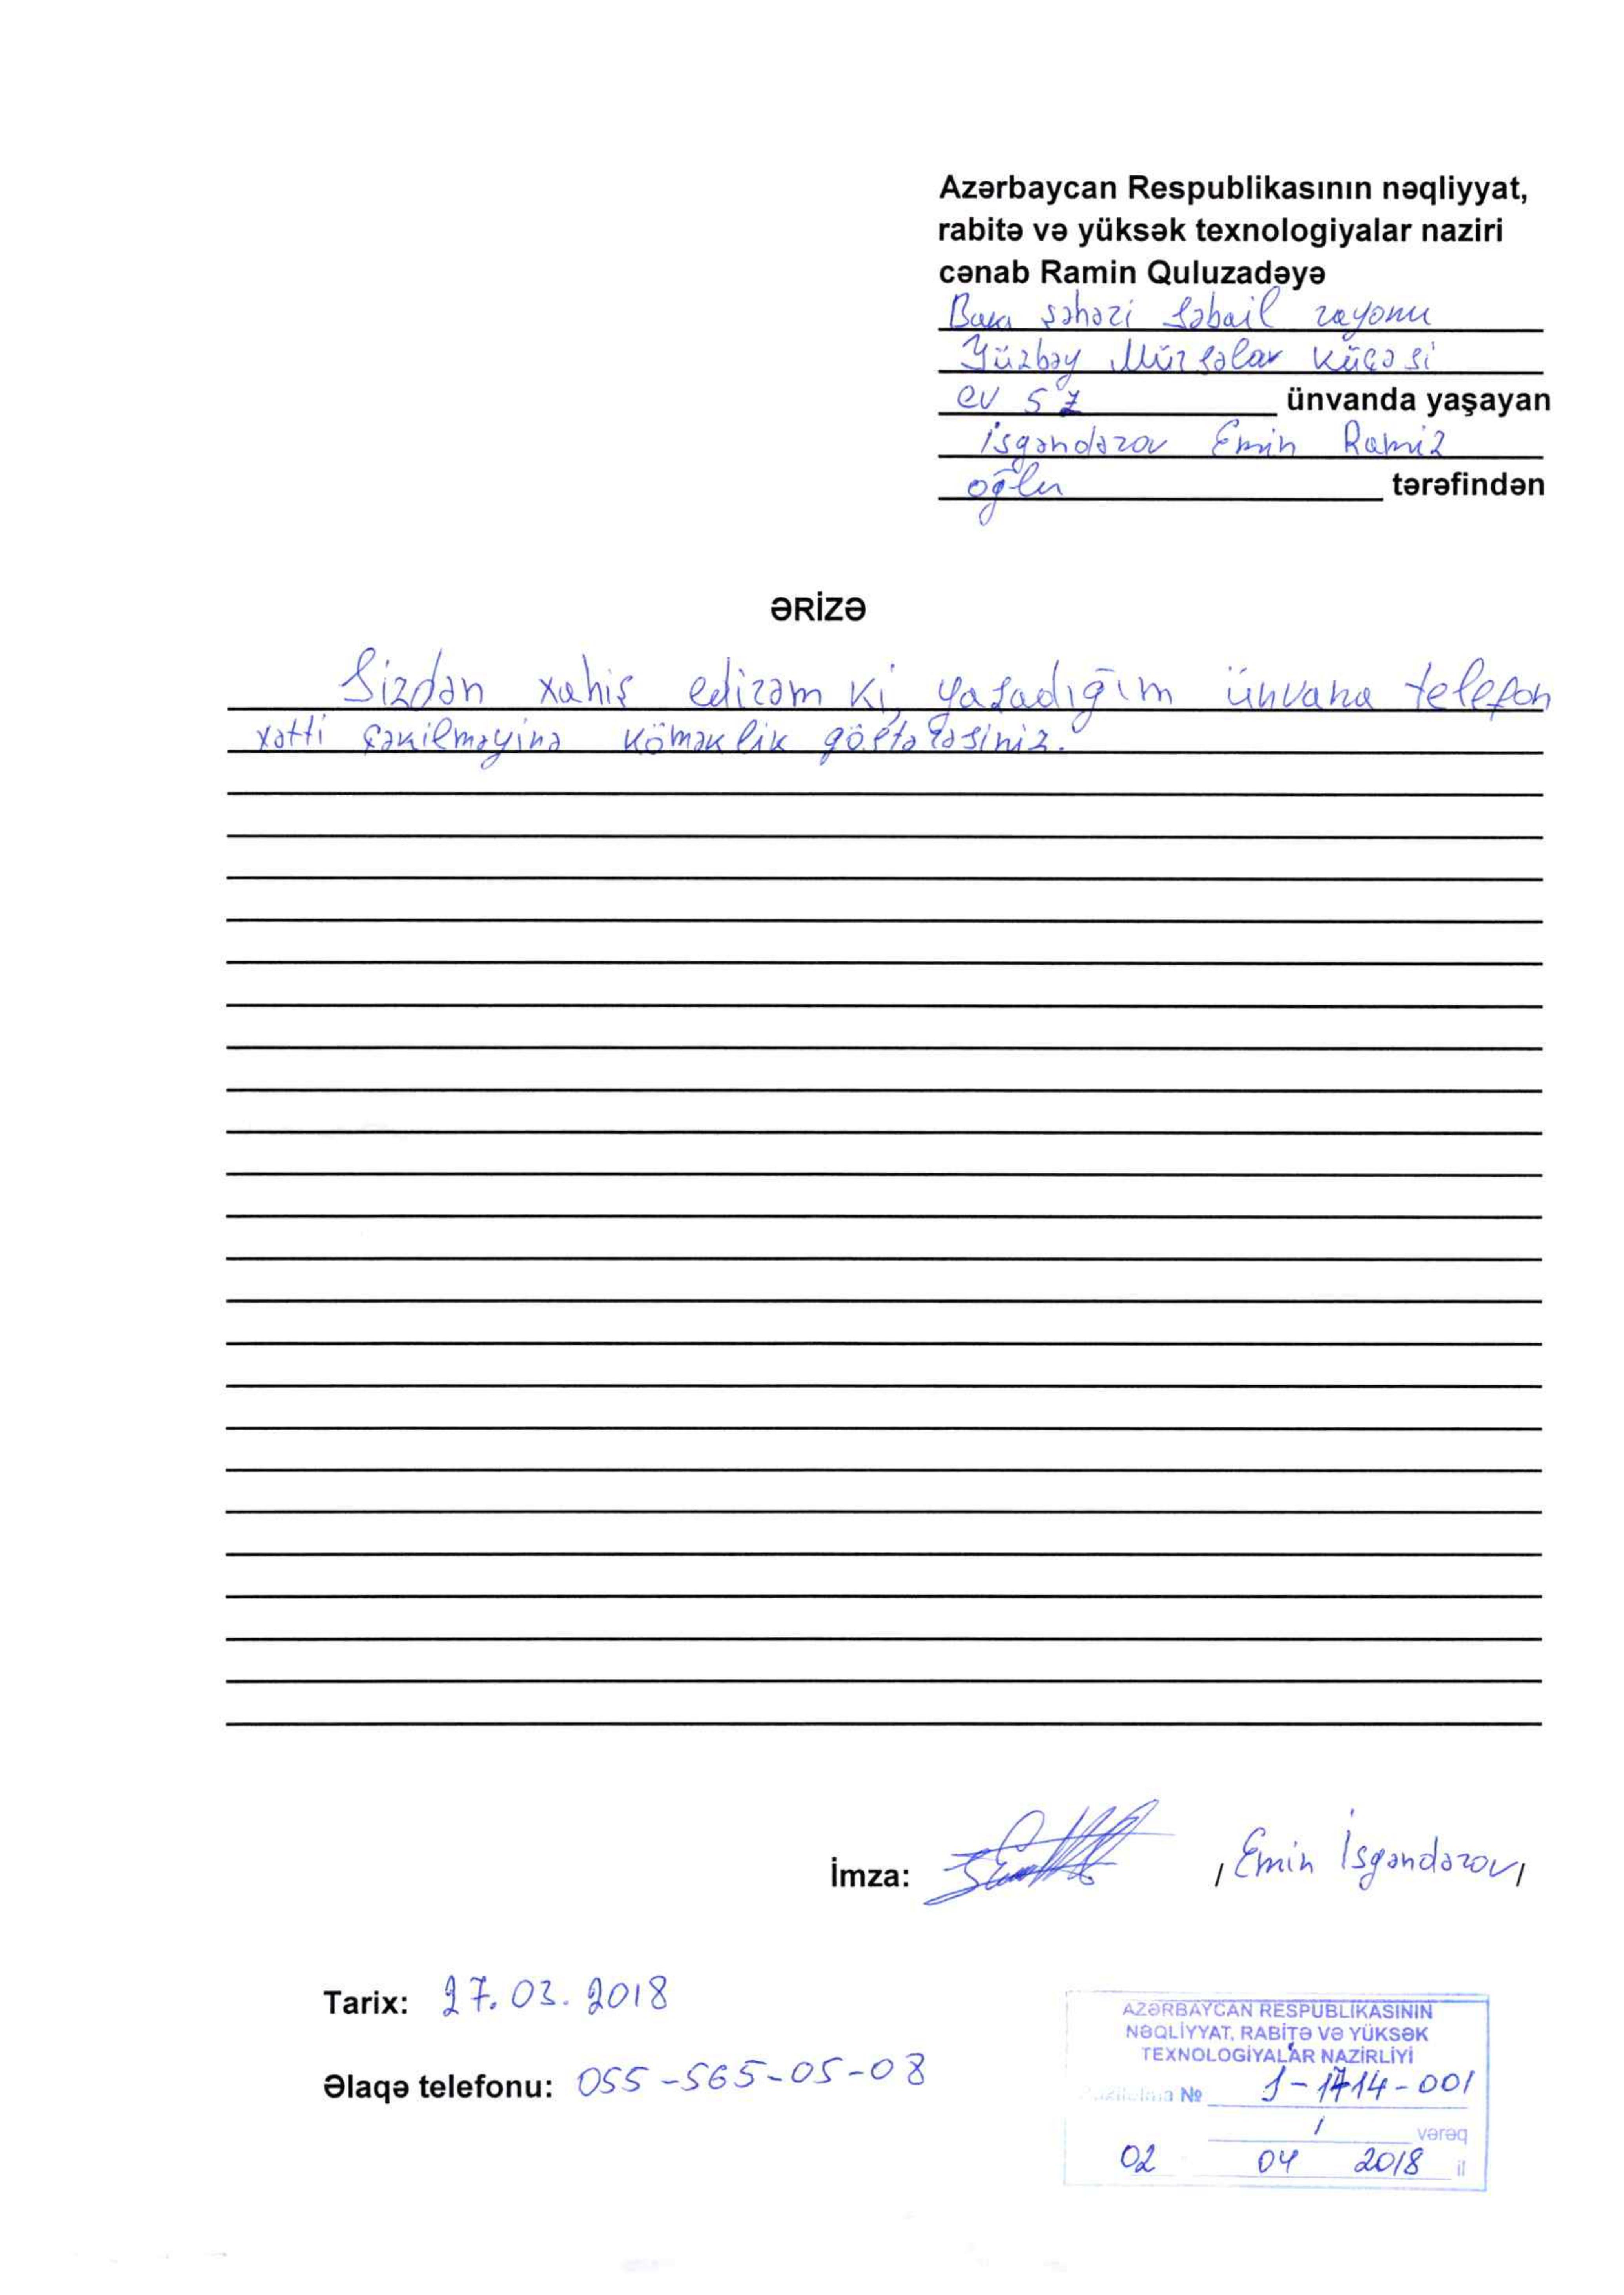 Azərbaycan Respublikasının nəqliyyat,
rabitə və yüksək texnologiyalar naziri
cənab Ramin Quluzadəyə
Bakı şəhəri Səbail rayonu
Yüzbəy Mürsəlov küçəsi
ev 57 ünvanda yaşayan
İsgəndərov Emin Ramiz
oğlu tərəfindən
ƏRİZƏ
Sizdən xahiş edirəm ki, yaşadığım ünvana telefon
xətti çəkilməyinə köməklik göstərəsiniz.
İmza: , Emin İsgəndərov,
Tarix: 27.03.2018
Əlaqə telefonu: 055-565-05-08
AZƏRBAYCAN RESPUBLİKASININ
NƏQLİYYAT, RABİTƏ VƏ YÜKSƏK
TEXNOLOGİYALAR NAZİRLİYİ
№ 1-1714-001
1 vərəq
02 04 2018 il